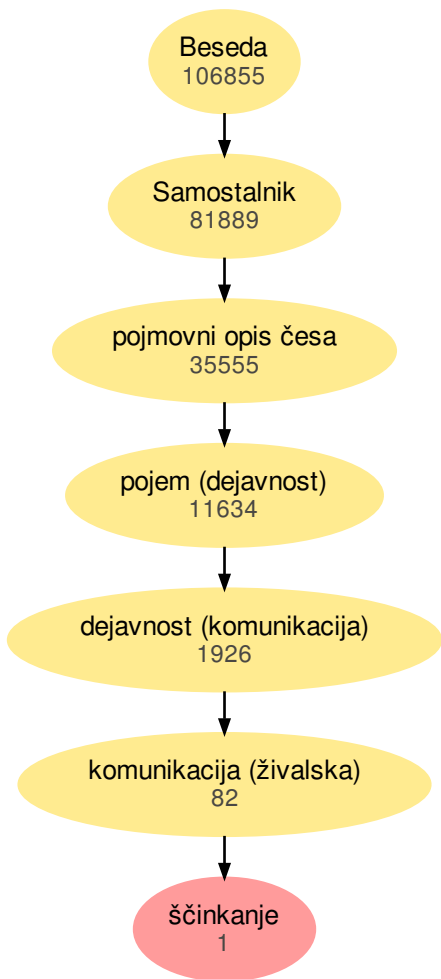 Beseda
106855
Samostalnik
81889
pojmovni opis česa
35555
pojem (dejavnost)
11634
dejavnost (komunikacija)
1926
komunikacija (živalska)
82
ščinkanje
1